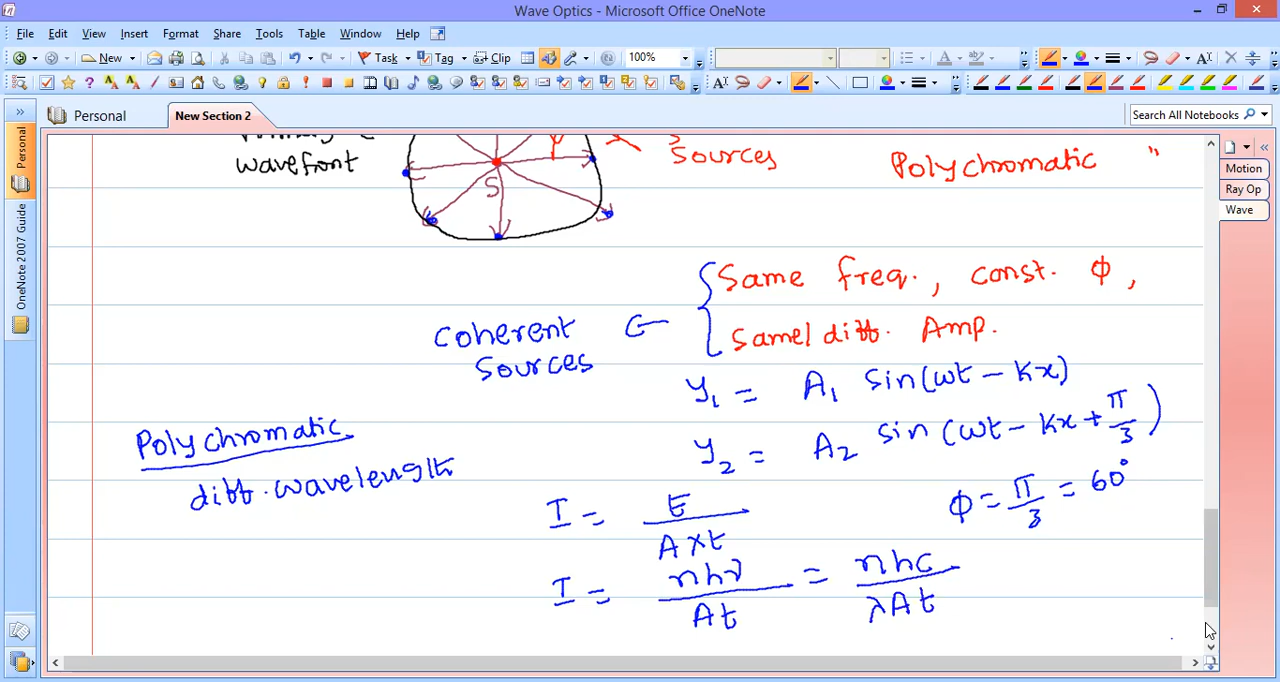 Wave Optics - Microsoft Office OneNote
File Edit View Insert Format Share Tools Table Window Help
New Task Tag Clip 100%
Personal New Section 2 Search All Notebooks
Personal
OneNote 2007 Guide
Motion
Ray Op
Wave
wavefront
S
sources
Polychromatic "
Same freq., const. ϕ,
Coherent sources
Same/diff. Amp.
y₁ = A₁ sin(ωt - kx)
y₂ = A₂ sin(ωt - kx + π/3)
Polychromatic
diff. wavelength
ϕ = π/3 = 60°
I = E/(A×t)
I = nhν/At = nhc/λAt